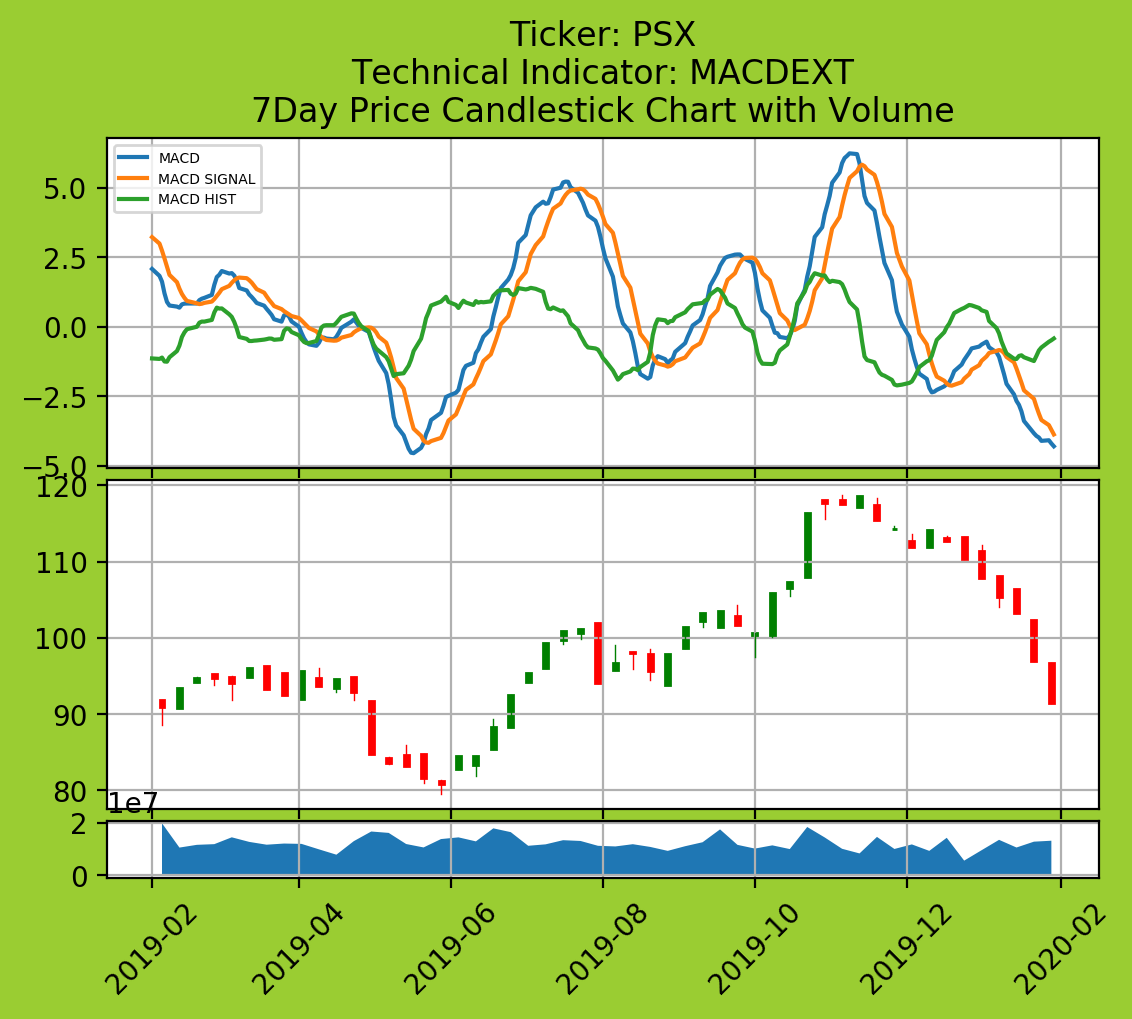 Ticker: PSX
Technical Indicator: MACDEXT
7Day Price Candlestick Chart with Volume
MACD
MACD SIGNAL
MACD HIST
5.0
2.5
0.0
−2.5
−5.0
120
110
100
90
80
1e7
2
0
2019-02
2019-04
2019-06
2019-08
2019-10
2019-12
2020-02